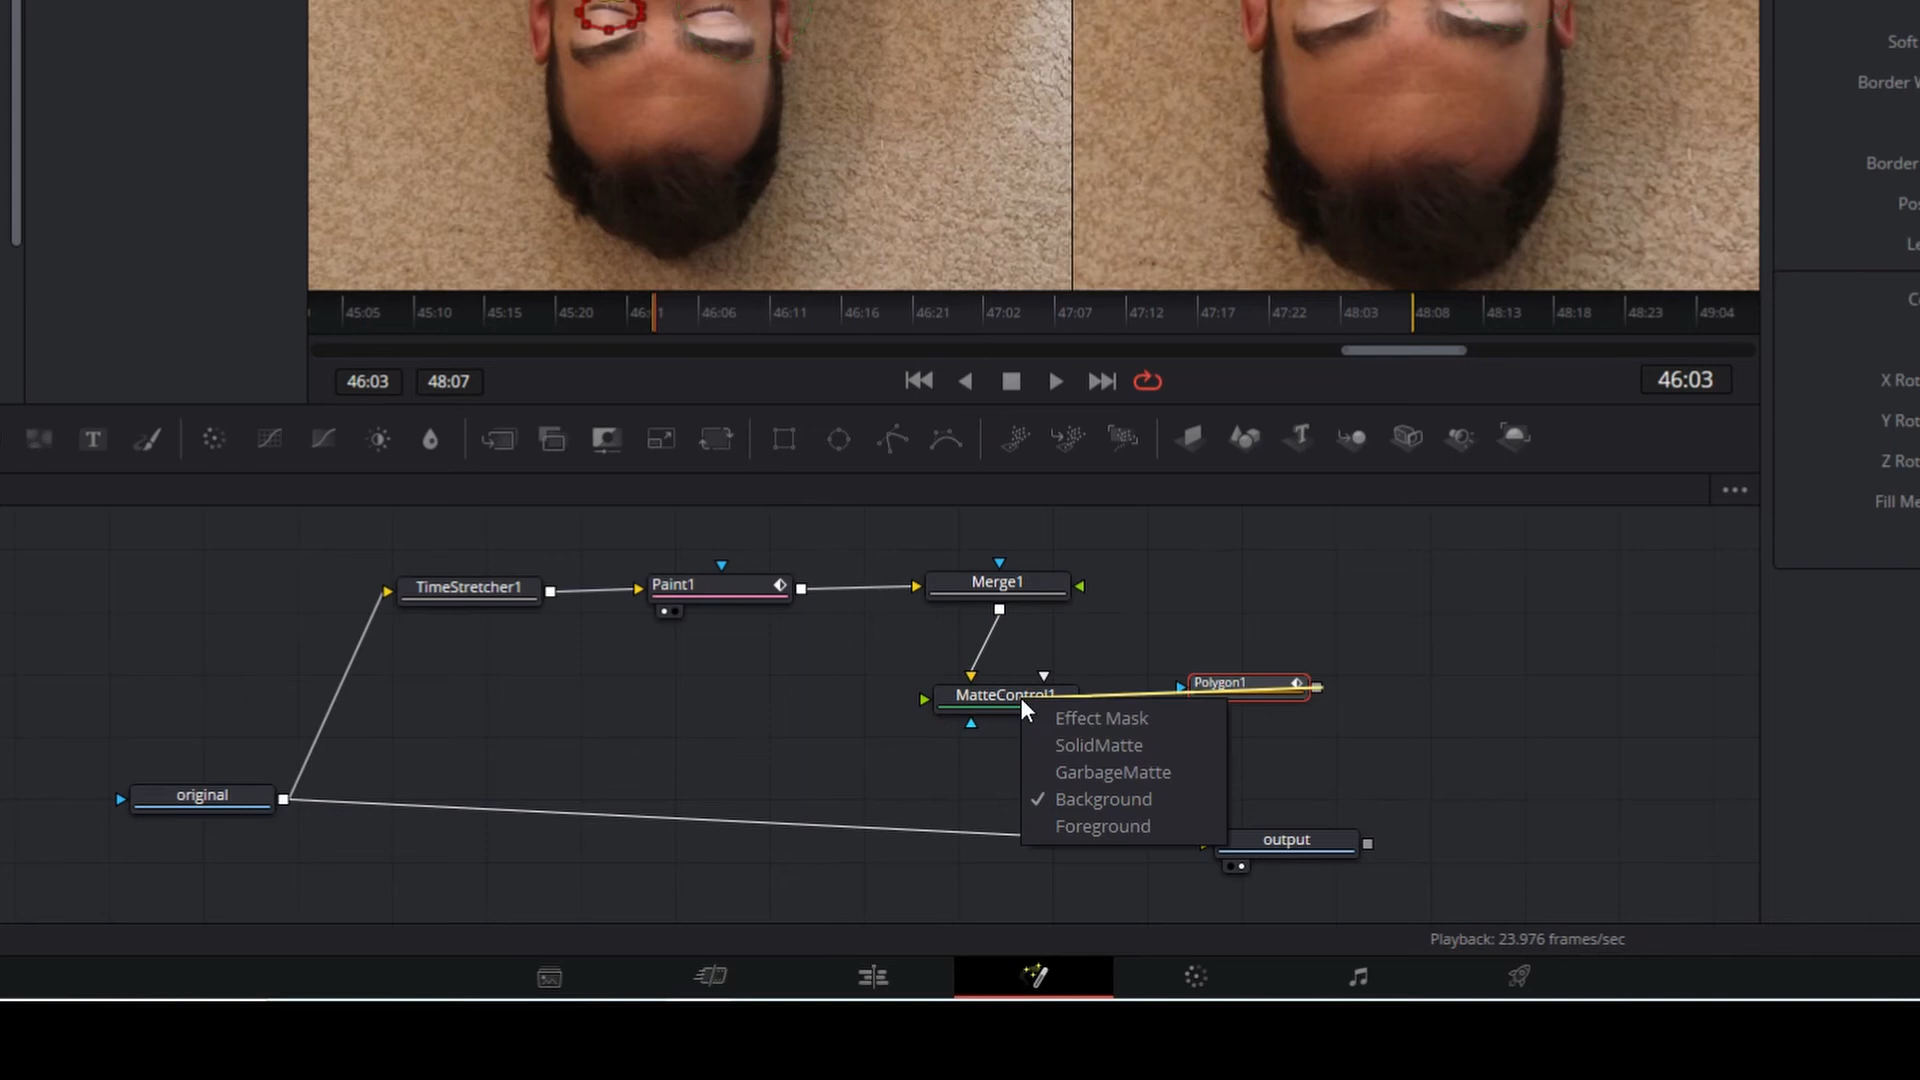 Soft
Border W
Border
Pos
Le
C
X Rot
Y Rot
Z Rot
Fill Me
45:05 45:10 45:15 45:20 46:01 46:06 46:11 46:16 46:21 47:02 47:07 47:12 47:17 47:22 48:03 48:08 48:13 48:18 48:23 49:04
46:03 48:07 46:03
T
TimeStretcher1
Paint1
Merge1
MatteControl1
Polygon1
Effect Mask
SolidMatte
GarbageMatte
Background
Foreground
original
output
Playback: 23.976 frames/sec